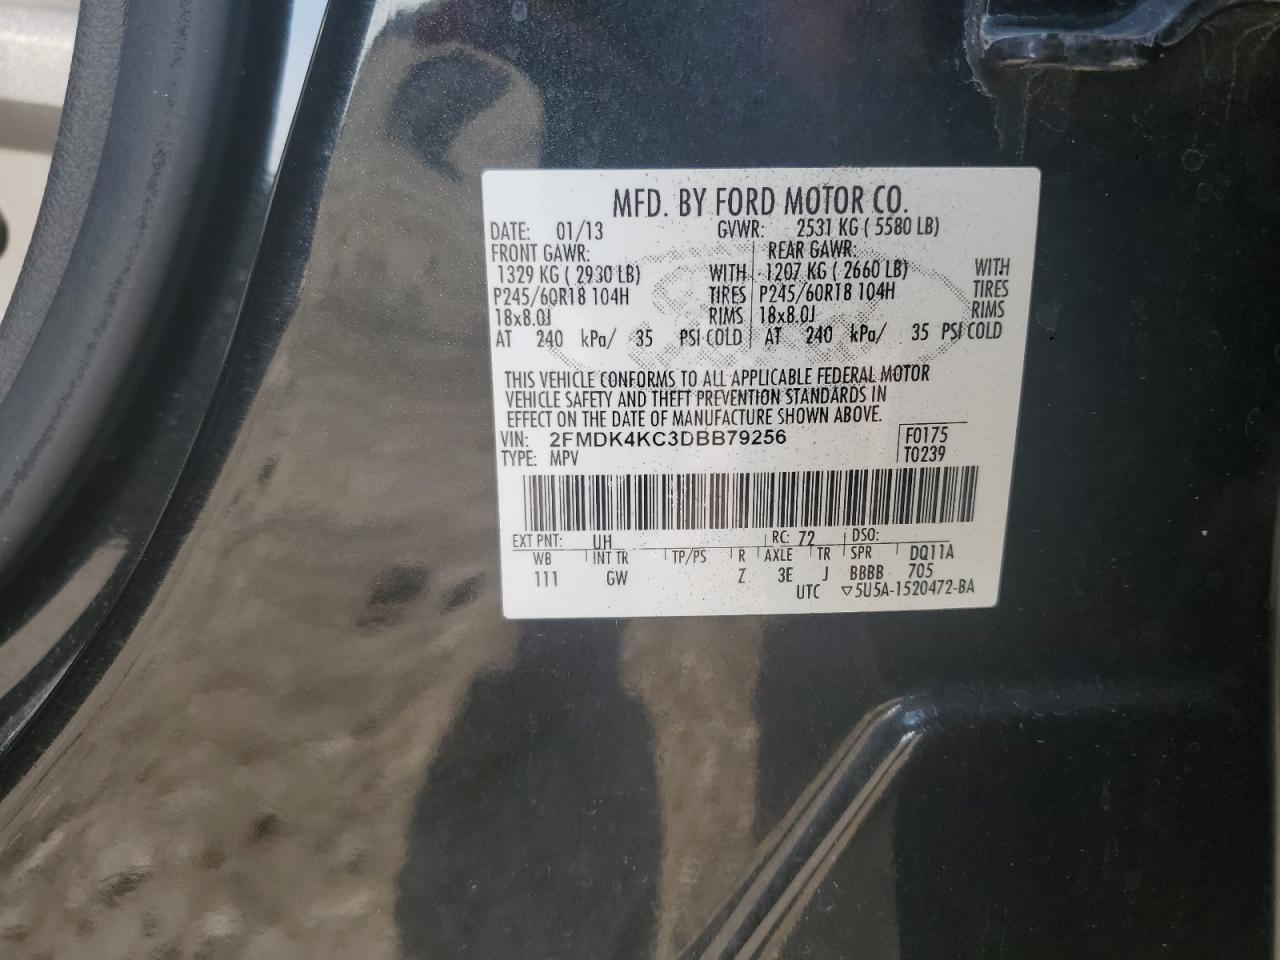 MFD. BY FORD MOTOR CO.
DATE: 01/13 GVWR: 2531 KG ( 5580 LB)
FRONT GAWR: REAR GAWR:
1329 KG ( 2930 LB) WITH 1207 KG ( 2660 LB) WITH
P245/60R18 104H TIRES P245/60R18 104H TIRES
18x8.0J RIMS 18x8.0J RIMS
AT 240 kPa/ 35 PSI COLD AT 240 kPa/ 35 PSI COLD
THIS VEHICLE CONFORMS TO ALL APPLICABLE FEDERAL MOTOR
VEHICLE SAFETY AND THEFT PREVENTION STANDARDS IN
EFFECT ON THE DATE OF MANUFACTURE SHOWN ABOVE.
VIN: 2FMDK4KC3DBB79256 F0175
TYPE: MPV T0239
EXT PNT: UH RC: 72 DSO:
WB INT TR TP/PS R AXLE TR SPR DQ11A
111 GW Z 3E J BBBB 705
UTC ▽5U5A-1520472-BA